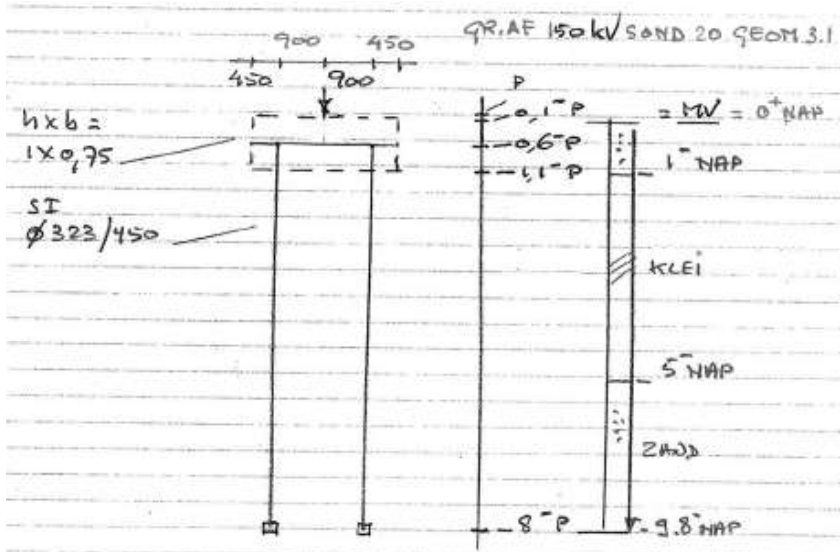 GR. AF 150 kV SOND 20 GEOM 3.1
900 450
450 900
P
0,1⁻P = MV = 0⁺ NAP
h x b =
1 x 0,75
0,6⁻P
1,1⁻P
1⁻ NAP
SI
ø 323/450
KLEI
5⁻ NAP
ZAND
8⁻P
9.8⁻ NAP